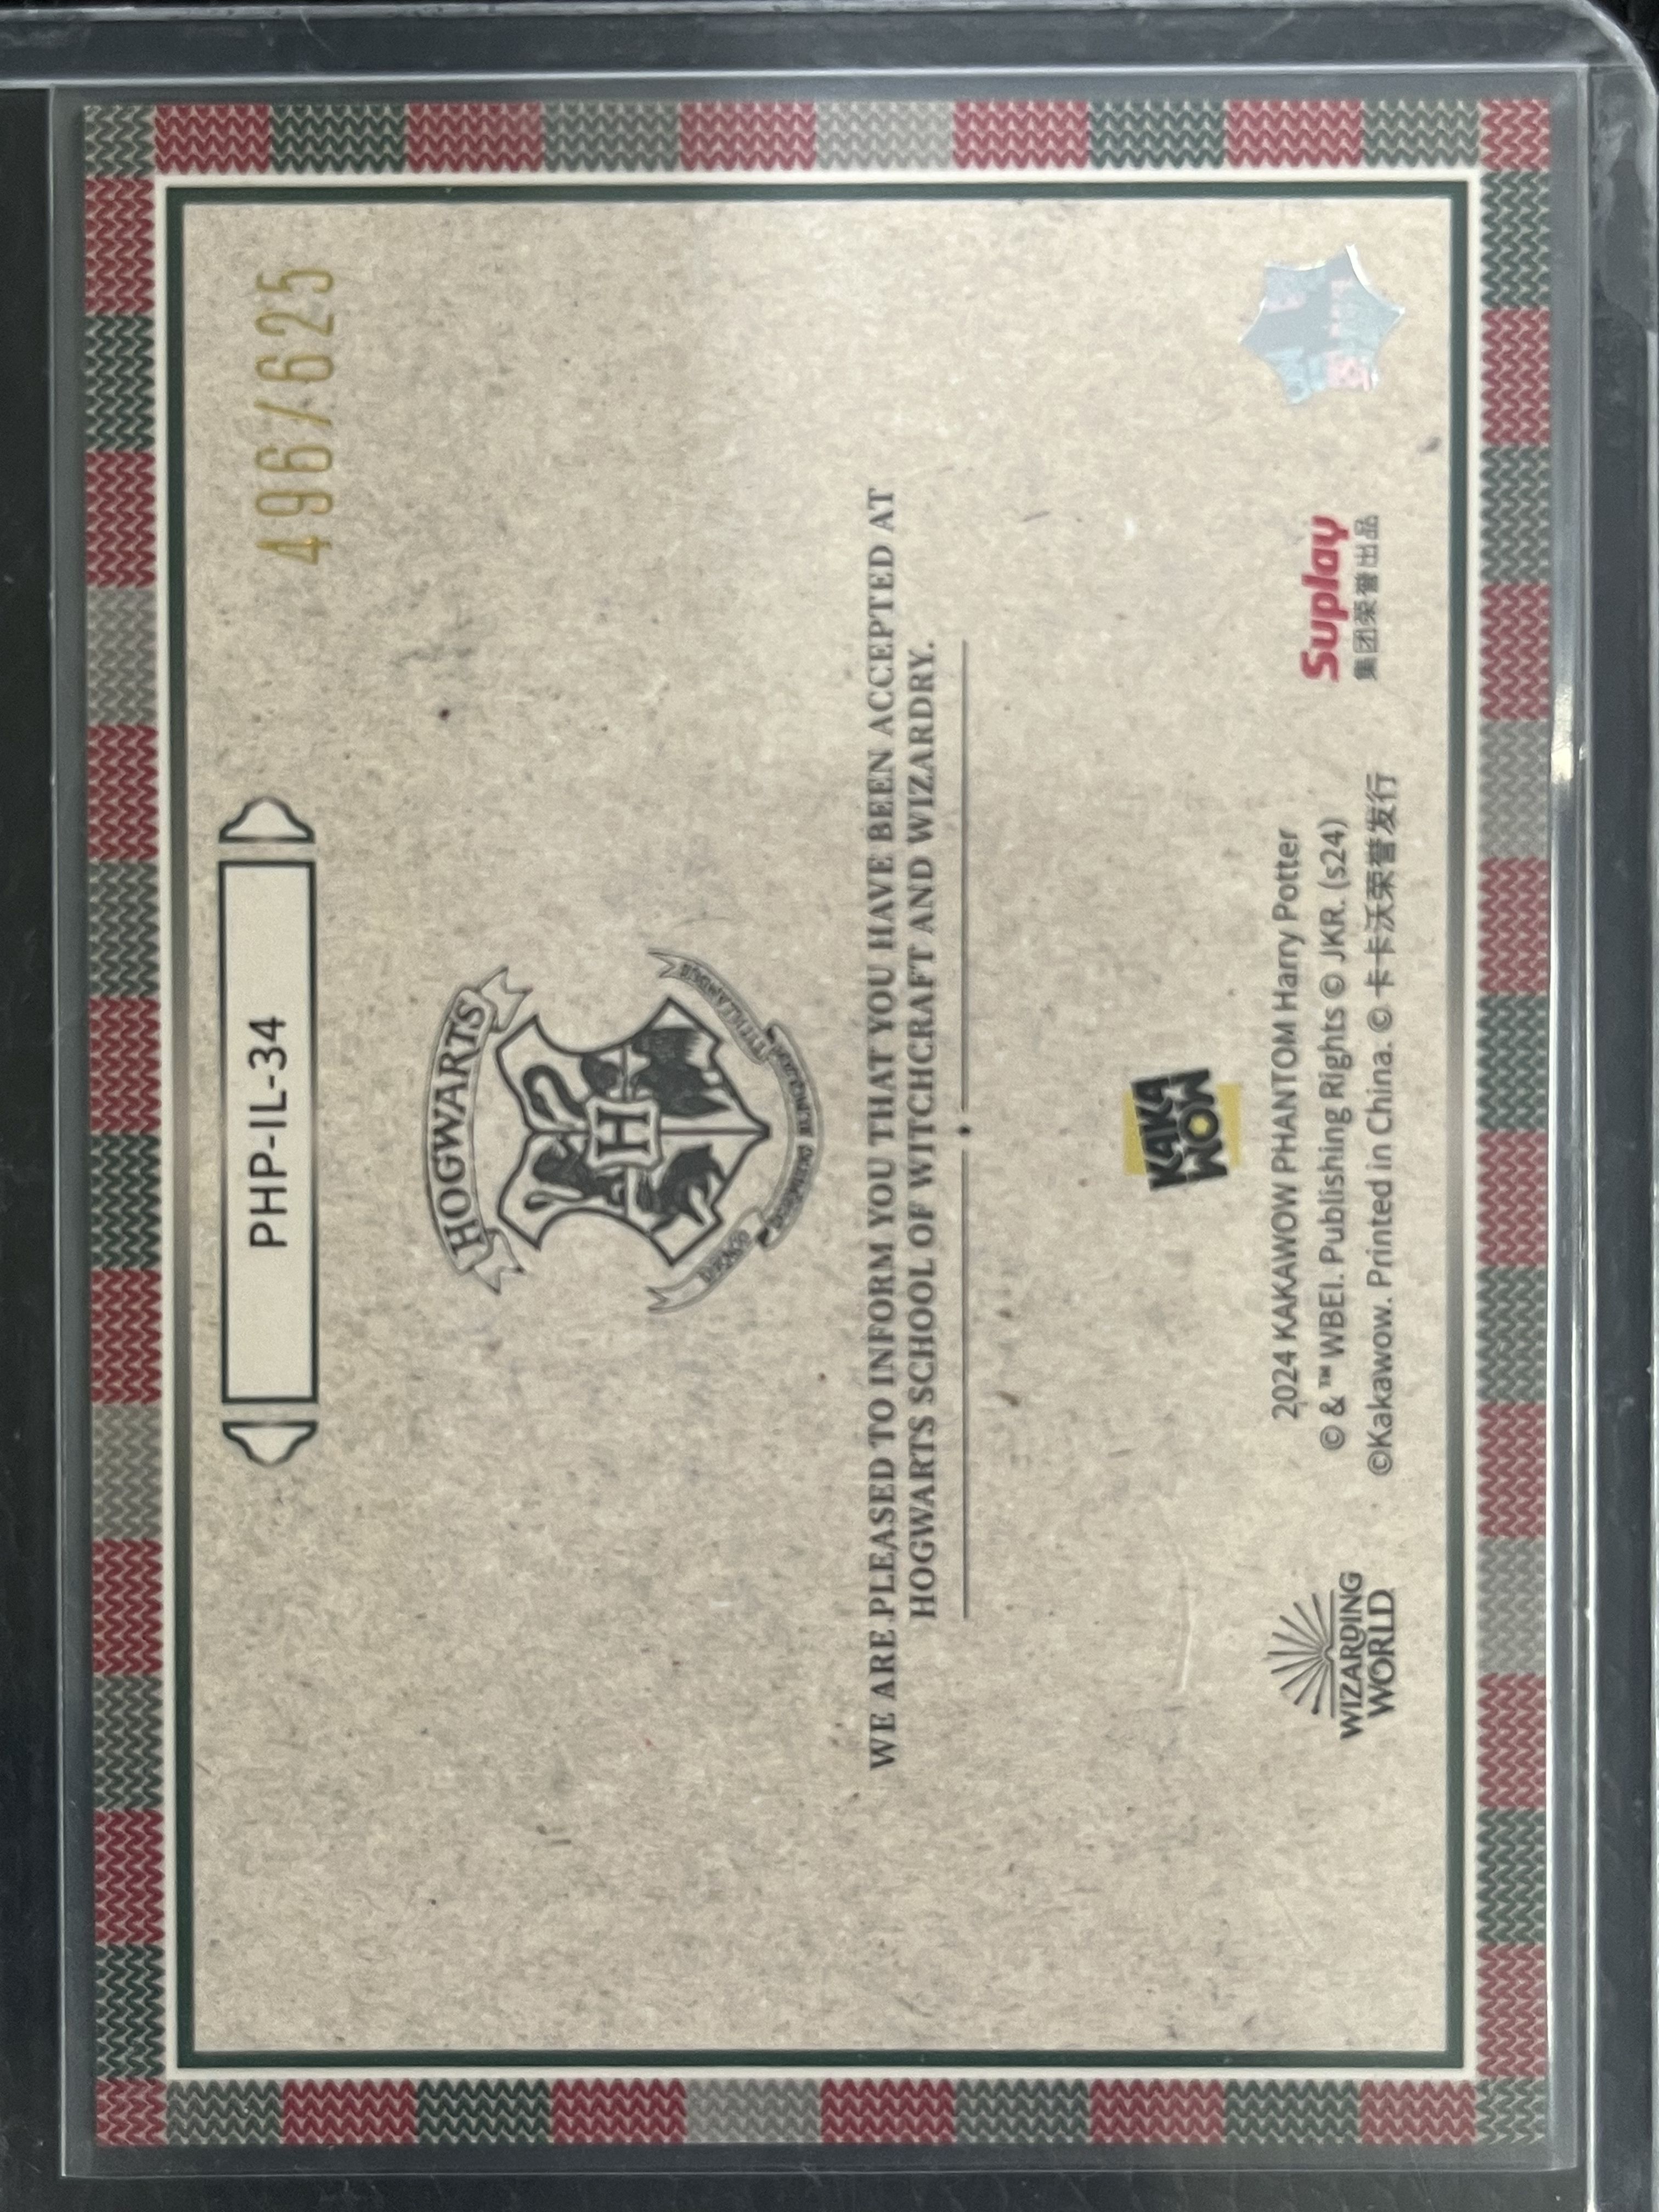 496/625
PHP-IL-34
HOGWARTS
DRACO DORMIENS NUNQUAM TITILLANDUS
WE ARE PLEASED TO INFORM YOU THAT YOU HAVE BEEN ACCEPTED AT
HOGWARTS SCHOOL OF WITCHCRAFT AND WIZARDRY.
KAKA
WOW
WIZARDING
WORLD
2024 KAKAWOW PHANTOM Harry Potter
© & ™ WBEI. Publishing Rights © JKR. (s24)
©Kakawow. Printed in China. © 卡卡沃荣誉发行
Suplay
集团荣誉出品